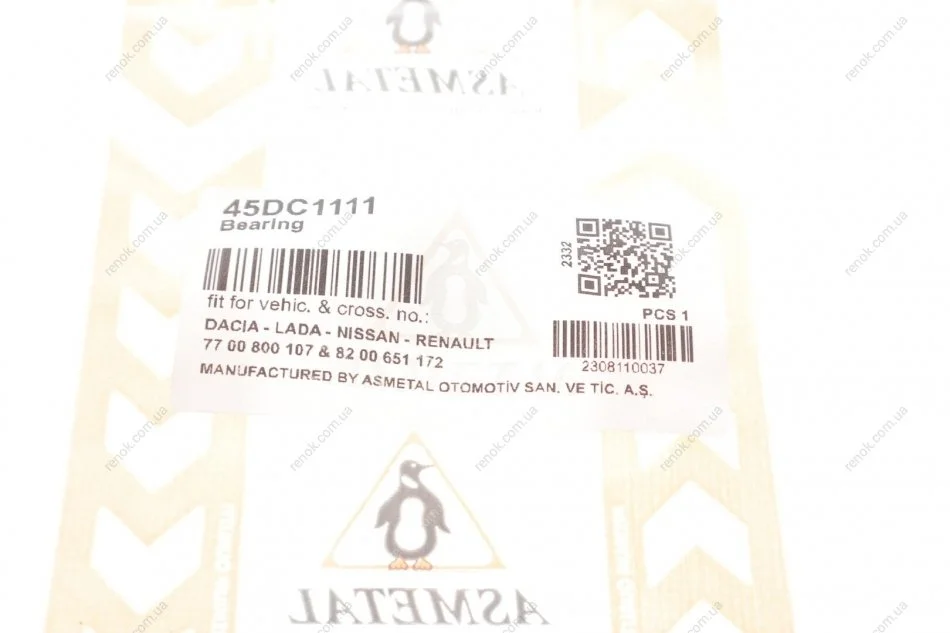 ASMETAL
45DC1111
Bearing
2332
fit for vehic. & cross. no.:
PCS 1
DACIA - LADA - NISSAN - RENAULT
77 00 800 107 & 82 00 651 172
2308110037
MANUFACTURED BY ASMETAL OTOMOTİV SAN. VE TİC. A.Ş.
ASMETAL
renok.com.ua